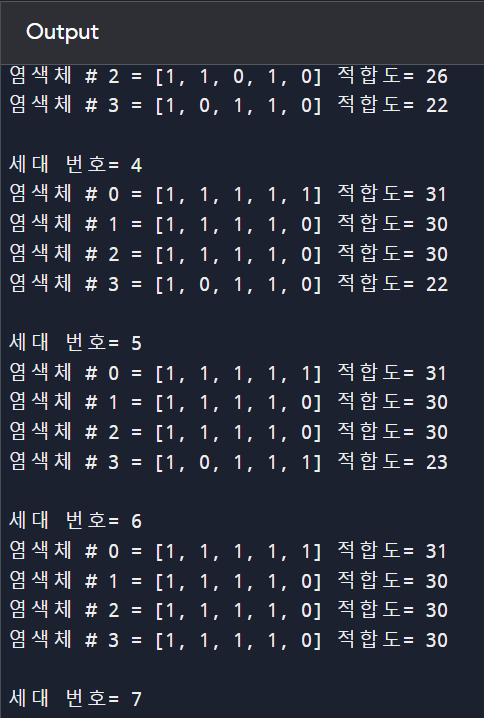 Output
염색체 # 2 = [1, 1, 0, 1, 0] 적합도= 26
염색체 # 3 = [1, 0, 1, 1, 0] 적합도= 22
세대 번호= 4
염색체 # 0 = [1, 1, 1, 1, 1] 적합도= 31
염색체 # 1 = [1, 1, 1, 1, 0] 적합도= 30
염색체 # 2 = [1, 1, 1, 1, 0] 적합도= 30
염색체 # 3 = [1, 0, 1, 1, 0] 적합도= 22
세대 번호= 5
염색체 # 0 = [1, 1, 1, 1, 1] 적합도= 31
염색체 # 1 = [1, 1, 1, 1, 0] 적합도= 30
염색체 # 2 = [1, 1, 1, 1, 0] 적합도= 30
염색체 # 3 = [1, 0, 1, 1, 1] 적합도= 23
세대 번호= 6
염색체 # 0 = [1, 1, 1, 1, 1] 적합도= 31
염색체 # 1 = [1, 1, 1, 1, 0] 적합도= 30
염색체 # 2 = [1, 1, 1, 1, 0] 적합도= 30
염색체 # 3 = [1, 1, 1, 1, 0] 적합도= 30
세대 번호= 7